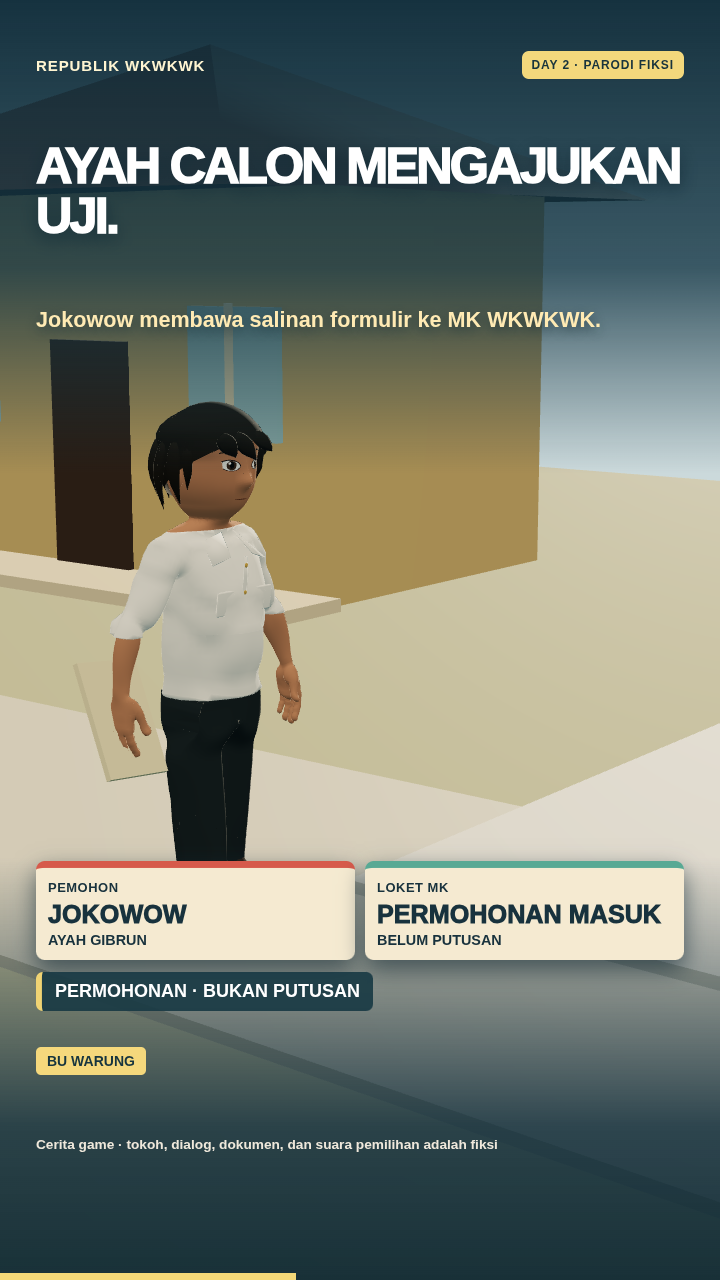 REPUBLIK WKWKWK
DAY 2 · PARODI FIKSI
AYAH CALON MENGAJUKAN
UJI.
Jokowow membawa salinan formulir ke MK WKWKWK.
PEMOHON
JOKOWOW
AYAH GIBRUN
LOKET MK
PERMOHONAN MASUK
BELUM PUTUSAN
PERMOHONAN · BUKAN PUTUSAN
BU WARUNG
Cerita game · tokoh, dialog, dokumen, dan suara pemilihan adalah fiksi